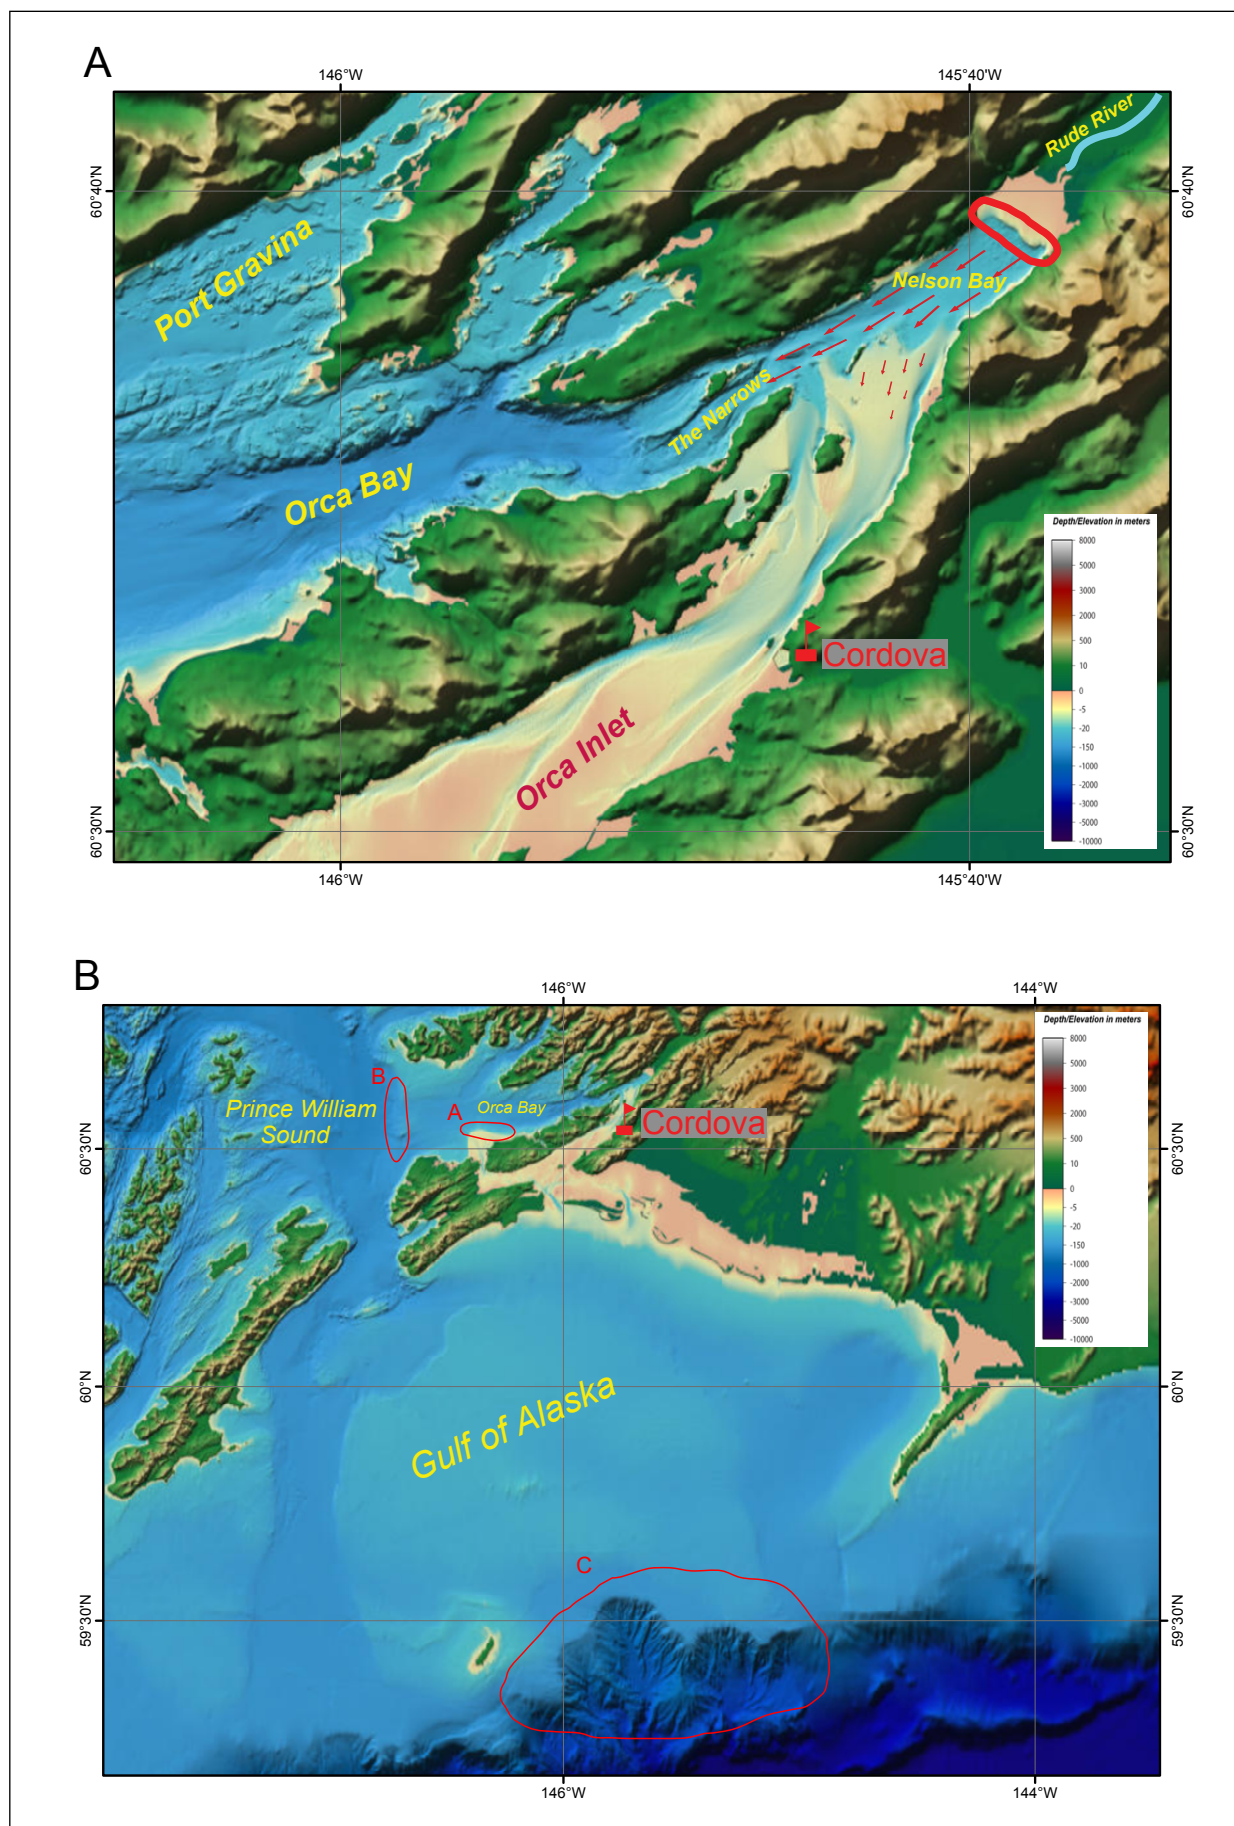 A
146°W
145°40'W
Rude River
60°40'N
60°40'N
Port Gravina
Nelson Bay
The Narrows
Orca Bay
Depth/Elevation in meters
8000
5000
3000
2000
500
10
0
-5
-20
-150
-1000
-2000
-3000
-5000
-10000
Cordova
Orca Inlet
60°30'N
60°30'N
146°W
145°40'W
B
146°W
144°W
Depth/Elevation in meters
8000
5000
3000
2000
500
10
0
-5
-20
-150
-1000
-2000
-3000
-5000
-10000
B
Prince William
Sound
A
Orca Bay
Cordova
60°30'N
60°30'N
60°N
60°N
Gulf of Alaska
C
59°30'N
59°30'N
146°W
144°W